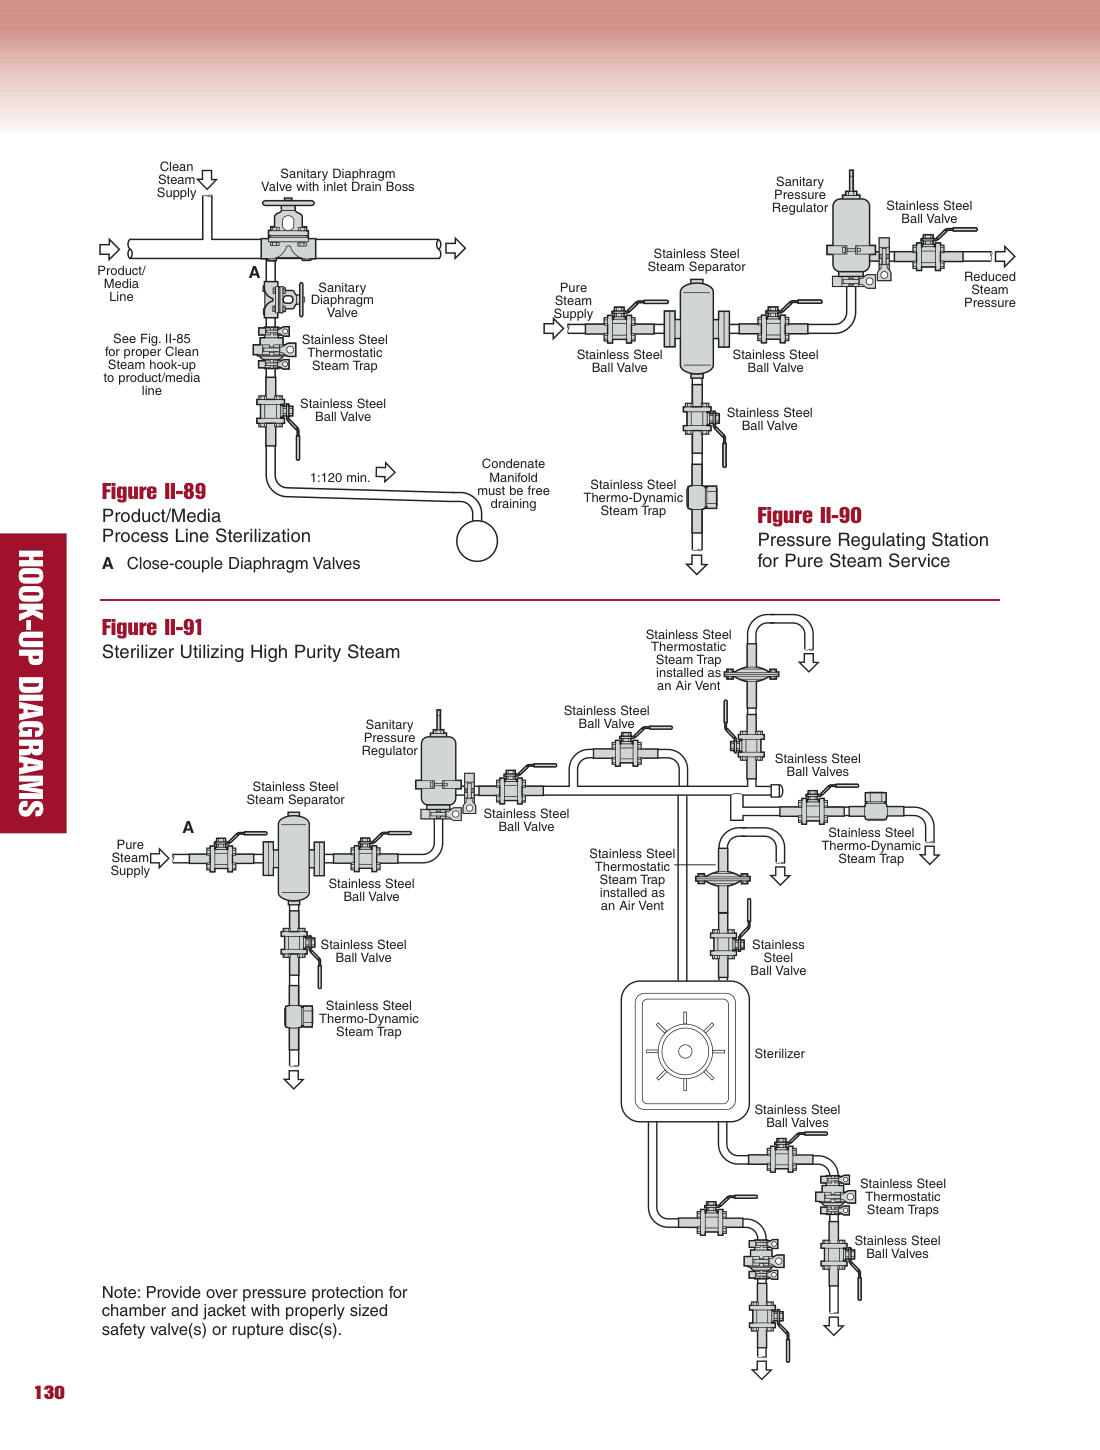 Clean
Steam
Supply
Sanitary Diaphragm
Valve with inlet Drain Boss
Product/
Media
Line
A
Sanitary
Diaphragm
Valve
See Fig. II-85
for proper Clean
Steam hook-up
to product/media
line
Stainless Steel
Thermostatic
Steam Trap
Stainless Steel
Ball Valve
1:120 min.
Condenate
Manifold
must be free
draining
Figure II-89
Product/Media
Process Line Sterilization
A Close-couple Diaphragm Valves
Sanitary
Pressure
Regulator
Stainless Steel
Ball Valve
Stainless Steel
Steam Separator
Reduced
Steam
Pressure
Pure
Steam
Supply
Stainless Steel
Ball Valve
Stainless Steel
Ball Valve
Stainless Steel
Ball Valve
Stainless Steel
Thermo-Dynamic
Steam Trap
Figure II-90
Pressure Regulating Station
for Pure Steam Service
HOOK-UP DIAGRAMS
Figure II-91
Sterilizer Utilizing High Purity Steam
Stainless Steel
Thermostatic
Steam Trap
installed as
an Air Vent
Stainless Steel
Ball Valve
Sanitary
Pressure
Regulator
Stainless Steel
Ball Valves
Stainless Steel
Steam Separator
Stainless Steel
Ball Valve
A
Pure
Steam
Supply
Stainless Steel
Thermo-Dynamic
Steam Trap
Stainless Steel
Thermostatic
Steam Trap
installed as
an Air Vent
Stainless Steel
Ball Valve
Stainless Steel
Ball Valve
Stainless
Steel
Ball Valve
Stainless Steel
Thermo-Dynamic
Steam Trap
Sterilizer
Stainless Steel
Ball Valves
Stainless Steel
Thermostatic
Steam Traps
Stainless Steel
Ball Valves
Note: Provide over pressure protection for
chamber and jacket with properly sized
safety valve(s) or rupture disc(s).
130